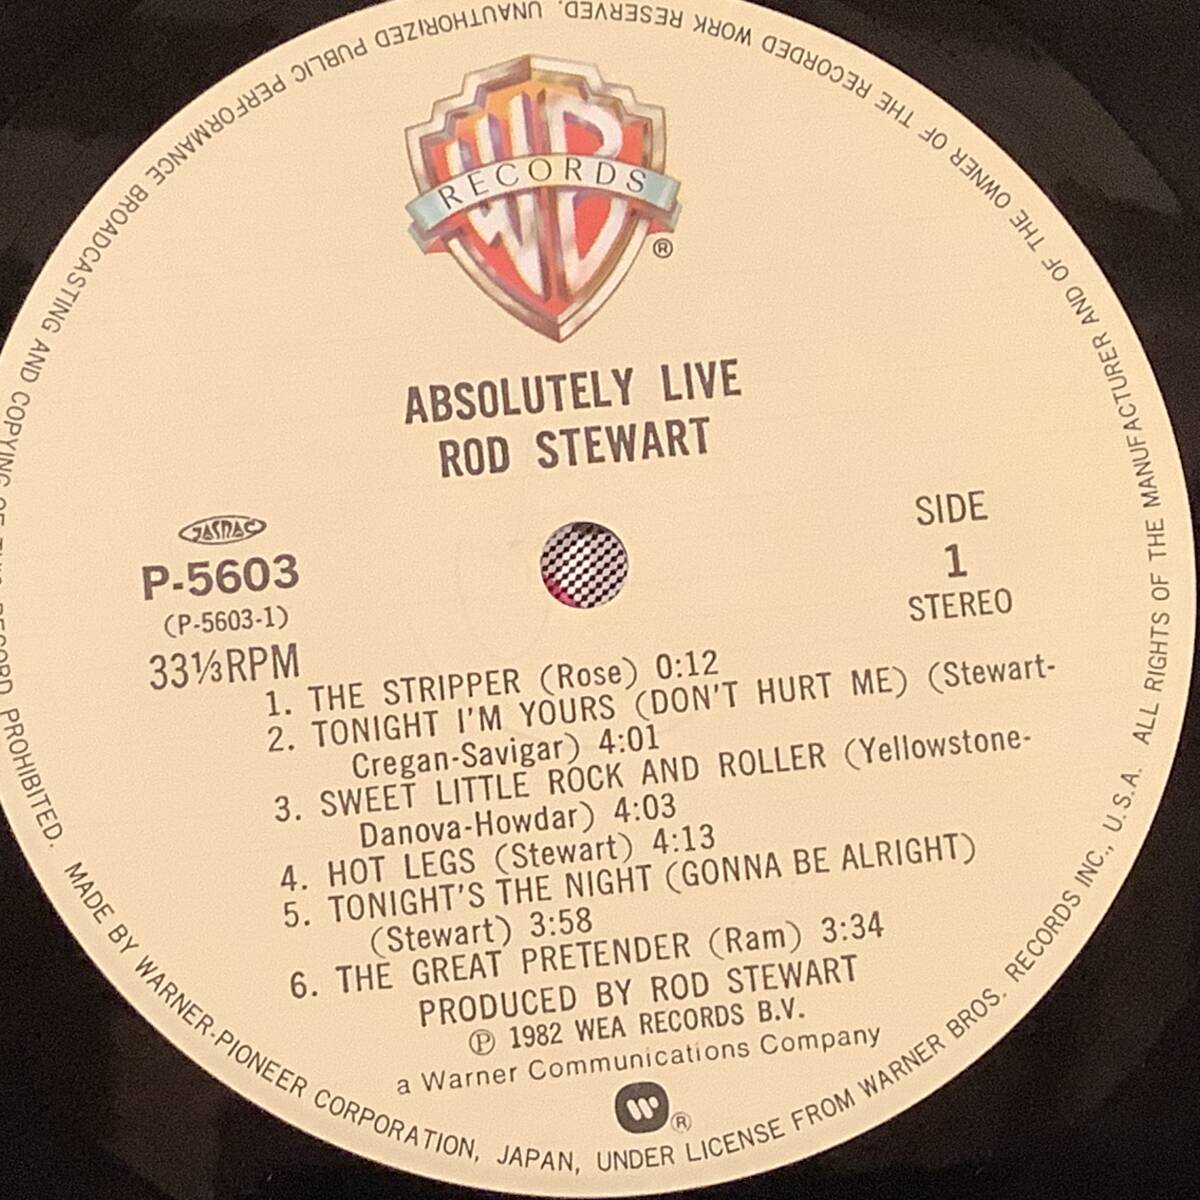 WB
RECORDS
®
ABSOLUTELY LIVE
ROD STEWART
JASRAC
P-5603
(P-5603-1)
33⅓RPM
SIDE
1
STEREO
1. THE STRIPPER (Rose) 0:12
2. TONIGHT I'M YOURS (DON'T HURT ME) (Stewart-
Cregan-Savigar) 4:01
3. SWEET LITTLE ROCK AND ROLLER (Yellowstone-
Danova-Howdar) 4:03
4. HOT LEGS (Stewart) 4:13
5. TONIGHT'S THE NIGHT (GONNA BE ALRIGHT)
(Stewart) 3:58
6. THE GREAT PRETENDER (Ram) 3:34
PRODUCED BY ROD STEWART
℗ 1982 WEA RECORDS B.V.
a Warner Communications Company
®
MADE BY WARNER-PIONEER CORPORATION, JAPAN, UNDER LICENSE FROM WARNER BROS. RECORDS INC., U.S.A. ALL RIGHTS OF THE MANUFACTURER AND OF THE OWNER OF THE RECORDED WORK RESERVED. UNAUTHORIZED PUBLIC PERFORMANCE BROADCASTING AND COPYING OF THIS RECORD PROHIBITED.